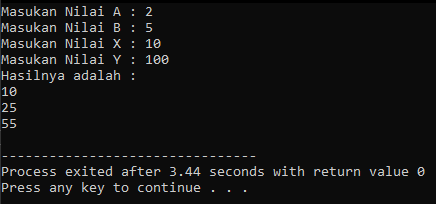 Masukan Nilai A : 2
Masukan Nilai B : 5
Masukan Nilai X : 10
Masukan Nilai Y : 100
Hasilnya adalah :
10
25
55
--------------------------------
Process exited after 3.44 seconds with return value 0
Press any key to continue . . .